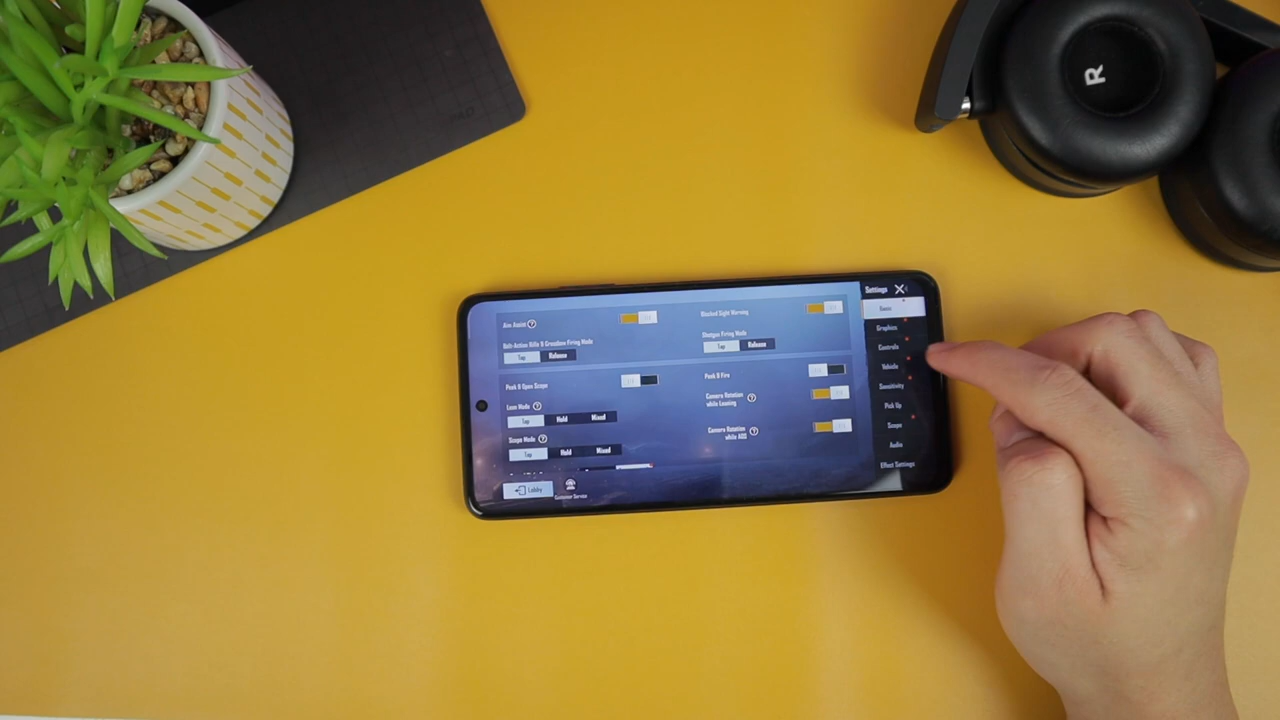 R
Settings X
Basic
Graphics
Controls
Vehicle
Sensitivity
Pick Up
Scope
Audio
Effect Settings
Aim Assist ?
Bolt-Action Rifle & Crossbow Firing Mode
Tap Release
Blocked Sight Warning
Shotgun Firing Mode
Tap Release
Peek & Open Scope
Lean Mode ?
Tap Hold Mixed
Scope Mode ?
Tap Hold Mixed
Peek & Fire
Camera Rotation
while Leaning ?
Camera Rotation
while ADS ?
Lobby
Customer Service